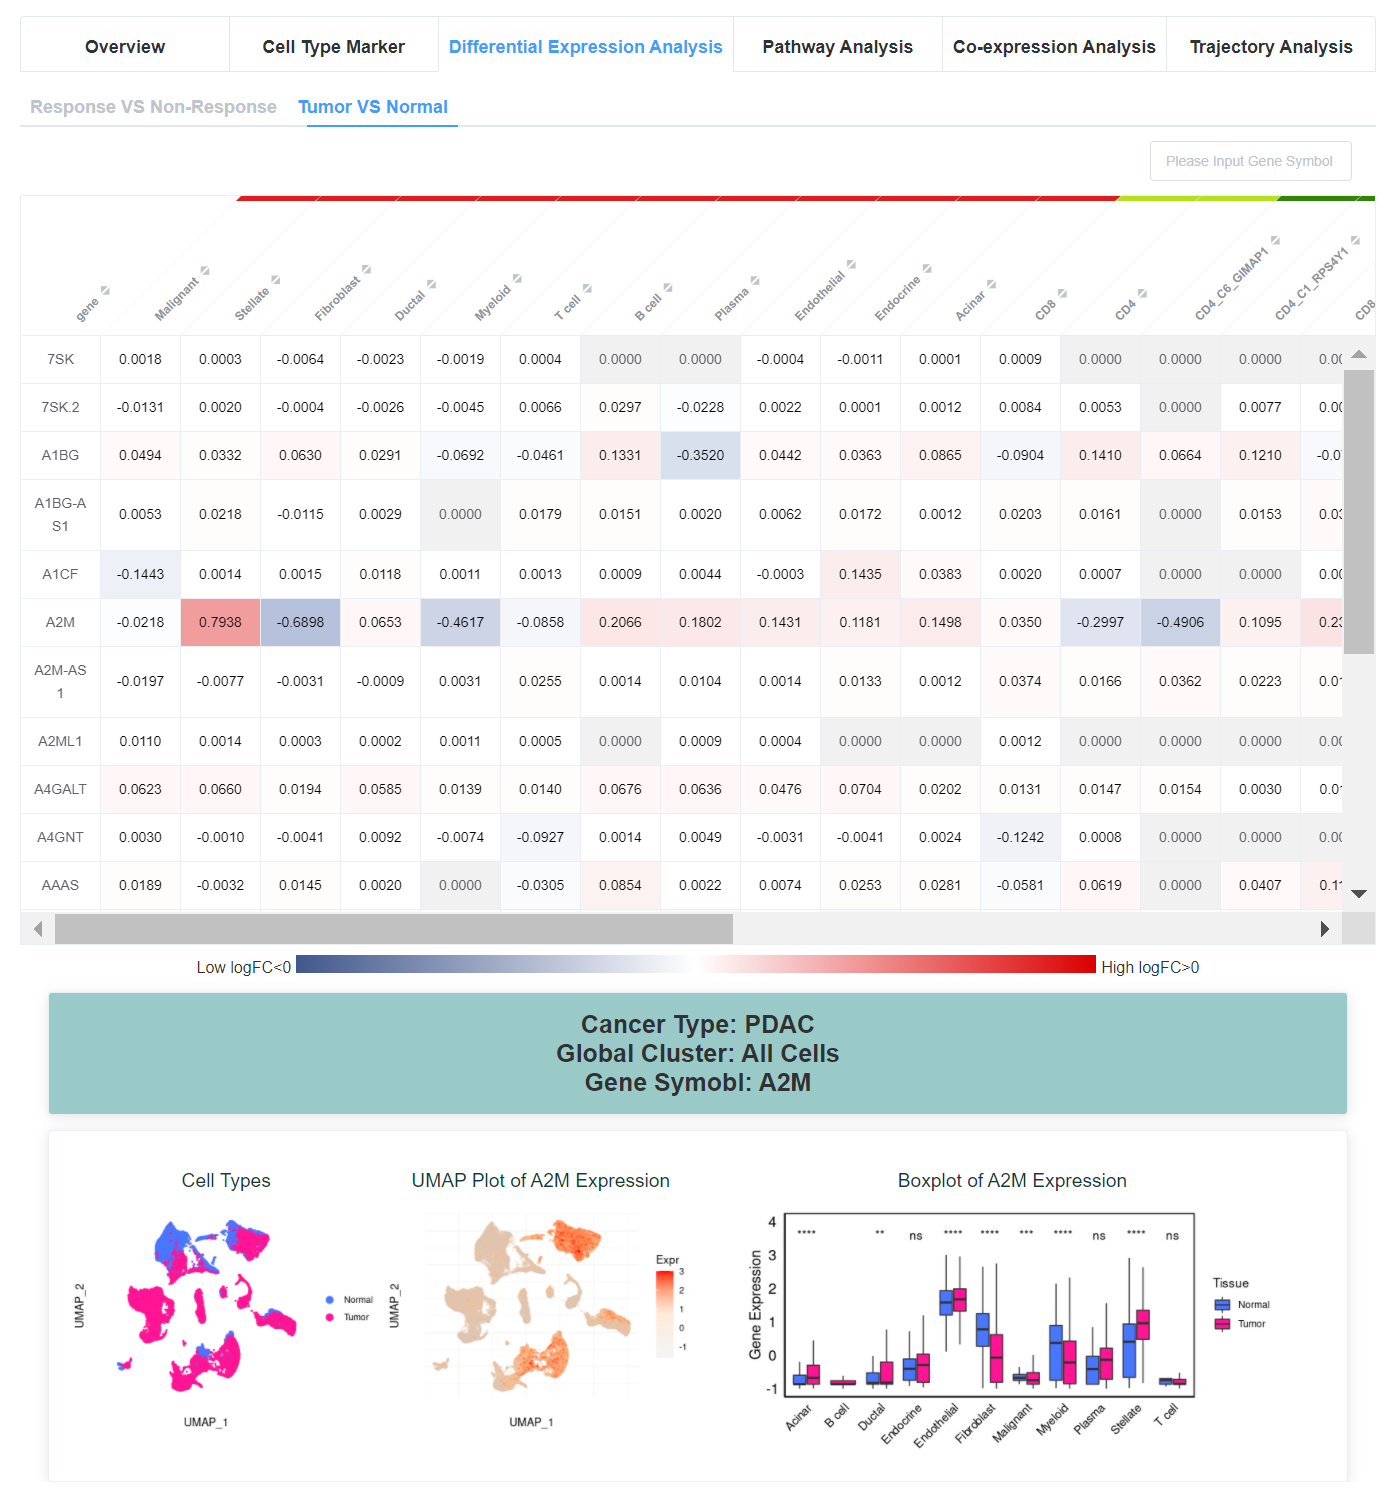 Overview Cell Type Marker Differential Expression Analysis Pathway Analysis Co-expression Analysis Trajectory Analysis
Response VS Non-Response Tumor VS Normal
Please Input Gene Symbol
gene Malignant Stellate Fibroblast Ductal Myeloid T cell B cell Plasma Endothelial Endocrine Acinar CD8 CD4 CD4_C6_GIMAP1 CD4_C1_RPS4Y1 CD8
7SK 0.0018 0.0003 -0.0064 -0.0023 -0.0019 0.0004 0.0000 0.0000 -0.0004 -0.0011 0.0001 0.0009 0.0000 0.0000 0.0000 0.00
7SK.2 -0.0131 0.0020 -0.0004 -0.0026 -0.0045 0.0066 0.0297 -0.0228 0.0022 0.0001 0.0012 0.0084 0.0053 0.0000 0.0077 0.00
A1BG 0.0494 0.0332 0.0630 0.0291 -0.0692 -0.0461 0.1331 -0.3520 0.0442 0.0363 0.0865 -0.0904 0.1410 0.0664 0.1210 -0.0
A1BG-A
S1 0.0053 0.0218 -0.0115 0.0029 0.0000 0.0179 0.0151 0.0020 0.0062 0.0172 0.0012 0.0203 0.0161 0.0000 0.0153 0.03
A1CF -0.1443 0.0014 0.0015 0.0118 0.0011 0.0013 0.0009 0.0044 -0.0003 0.1435 0.0383 0.0020 0.0007 0.0000 0.0000 0.00
A2M -0.0218 0.7938 -0.6898 0.0653 -0.4617 -0.0858 0.2066 0.1802 0.1431 0.1181 0.1498 0.0350 -0.2997 -0.4906 0.1095 0.23
A2M-AS
1 -0.0197 -0.0077 -0.0031 -0.0009 0.0031 0.0255 0.0014 0.0104 0.0014 0.0133 0.0012 0.0374 0.0166 0.0362 0.0223 0.01
A2ML1 0.0110 0.0014 0.0003 0.0002 0.0011 0.0005 0.0000 0.0009 0.0004 0.0000 0.0000 0.0012 0.0000 0.0000 0.0000 0.00
A4GALT 0.0623 0.0660 0.0194 0.0585 0.0139 0.0140 0.0676 0.0636 0.0476 0.0704 0.0202 0.0131 0.0147 0.0154 0.0030 0.01
A4GNT 0.0030 -0.0010 -0.0041 0.0092 -0.0074 -0.0927 0.0014 0.0049 -0.0031 -0.0041 0.0024 -0.1242 0.0008 0.0000 0.0000 0.00
AAAS 0.0189 -0.0032 0.0145 0.0020 0.0000 -0.0305 0.0854 0.0022 0.0074 0.0253 0.0281 -0.0581 0.0619 0.0000 0.0407 0.11
Low logFC<0 High logFC>0
Cancer Type: PDAC
Global Cluster: All Cells
Gene Symobl: A2M
Cell Types
UMAP_2
UMAP_1
Normal
Tumor
UMAP Plot of A2M Expression
UMAP_2
UMAP_1
Expr
3
2
1
0
-1
Boxplot of A2M Expression
Gene Expression
4
3
2
1
0
-1
**** ** ns **** **** *** **** ns **** ns
Acinar B cell Ductal Endocrine Endothelial Fibroblast Malignant Myeloid Plasma Stellate T cell
Tissue
Normal
Tumor